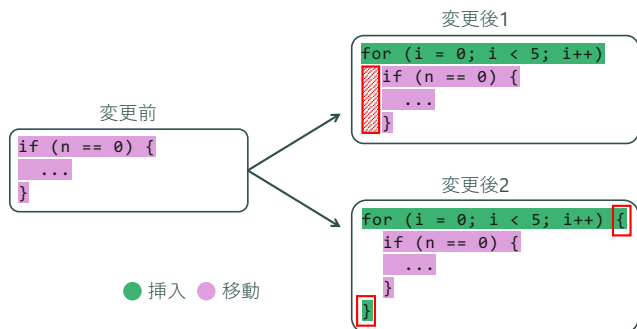 変更後1
for (i = 0; i < 5; i++)
if (n == 0) {
...
}
変更前
if (n == 0) {
...
}
変更後2
for (i = 0; i < 5; i++) {
if (n == 0) {
...
}
}
挿入 移動